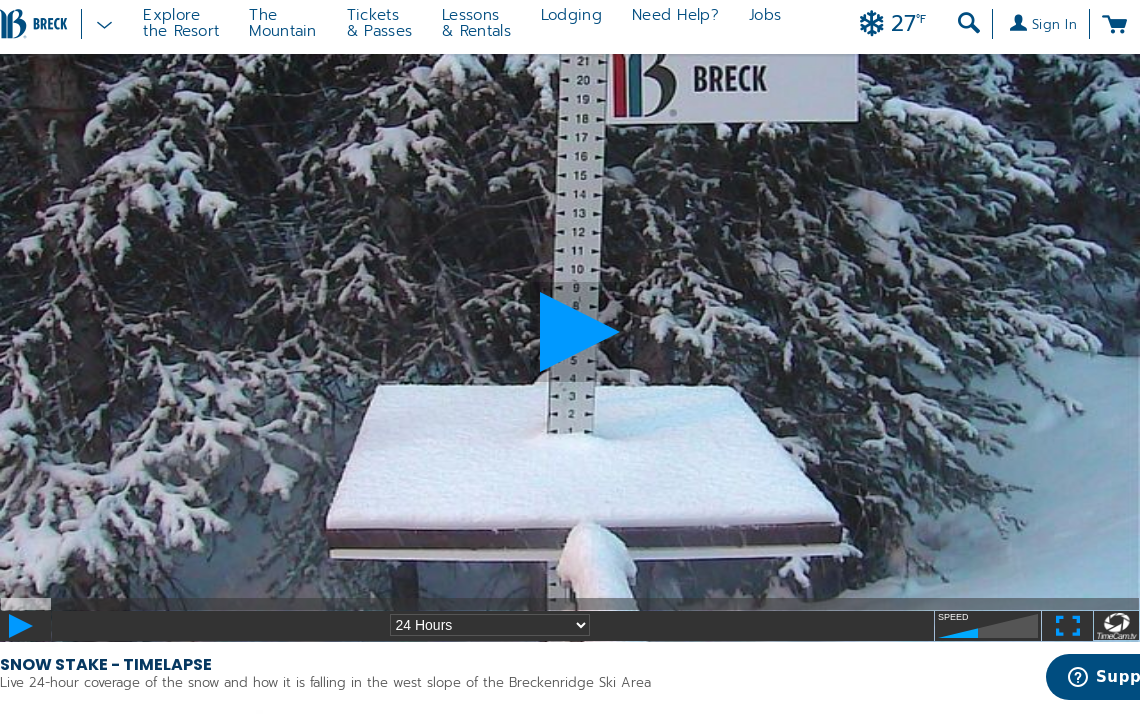 BRECK
Explore
the Resort
The
Mountain
Tickets
& Passes
Lessons
& Rentals
Lodging
Need Help?
Jobs
27°F
Sign In
BRECK
®
21
20
19
18
17
16
15
14
13
12
11
10
9
8
5
4
3
2
1
24 Hours
SPEED
TimeCam.tv
SNOW STAKE - TIMELAPSE
Live 24-hour coverage of the snow and how it is falling in the west slope of the Breckenridge Ski Area
Supp